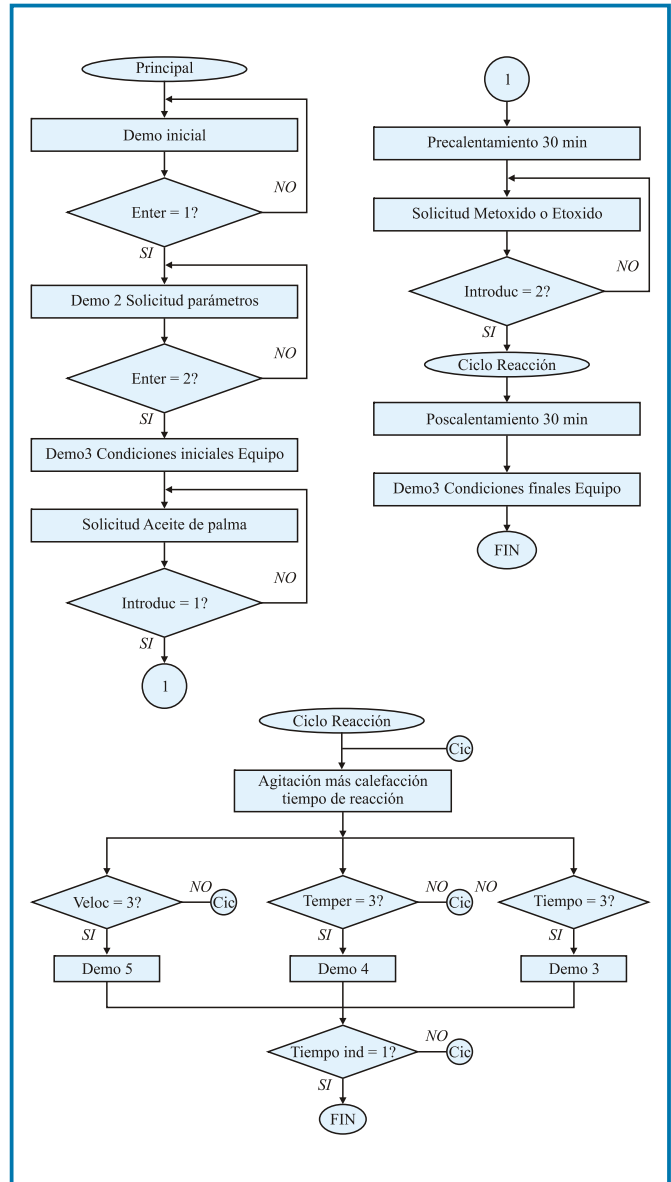 Principal
Demo inicial
NO
Enter = 1?
SI
Demo 2 Solicitud parámetros
NO
Enter = 2?
SI
Demo3 Condiciones iniciales Equipo
Solicitud Aceite de palma
NO
Introduc = 1?
SI
1
1
Precalentamiento 30 min
Solicitud Metoxido o Etoxido
NO
Introduc = 2?
SI
Ciclo Reacción
Poscalentamiento 30 min
Demo3 Condiciones finales Equipo
FIN
Ciclo Reacción
Cic
Agitación más calefacción
tiempo de reacción
Veloc = 3?
NO
Cic
SI
Demo 5
Temper = 3?
NO
Cic
SI
Demo 4
NO
Tiempo = 3?
SI
Demo 3
Tiempo ind = 1?
NO
Cic
SI
FIN